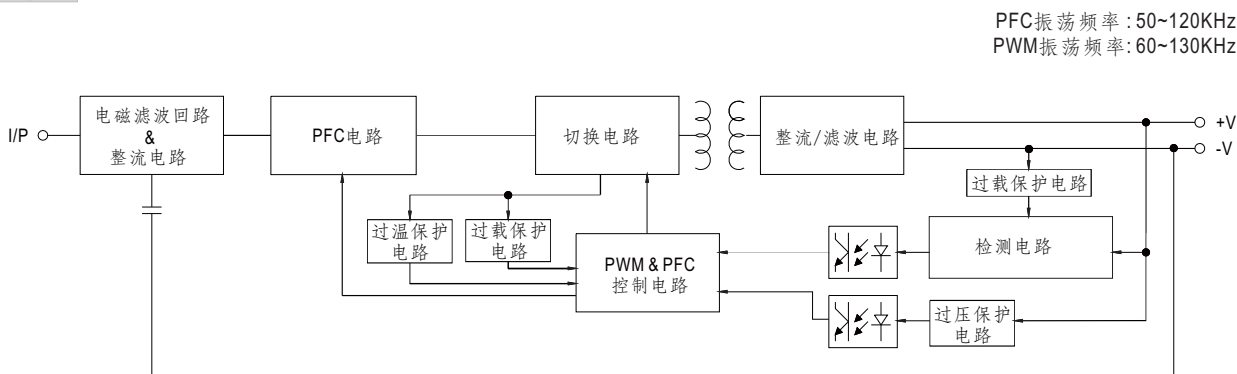 PFC振荡频率 : 50~120KHz
PWM振荡频率: 60~130KHz
I/P
电磁滤波回路
&
整流电路
PFC电路
切换电路
整流/滤波电路
+V
-V
过载保护电路
过温保护
电路
过载保护
电路
PWM & PFC
控制电路
检测电路
过压保护
电路